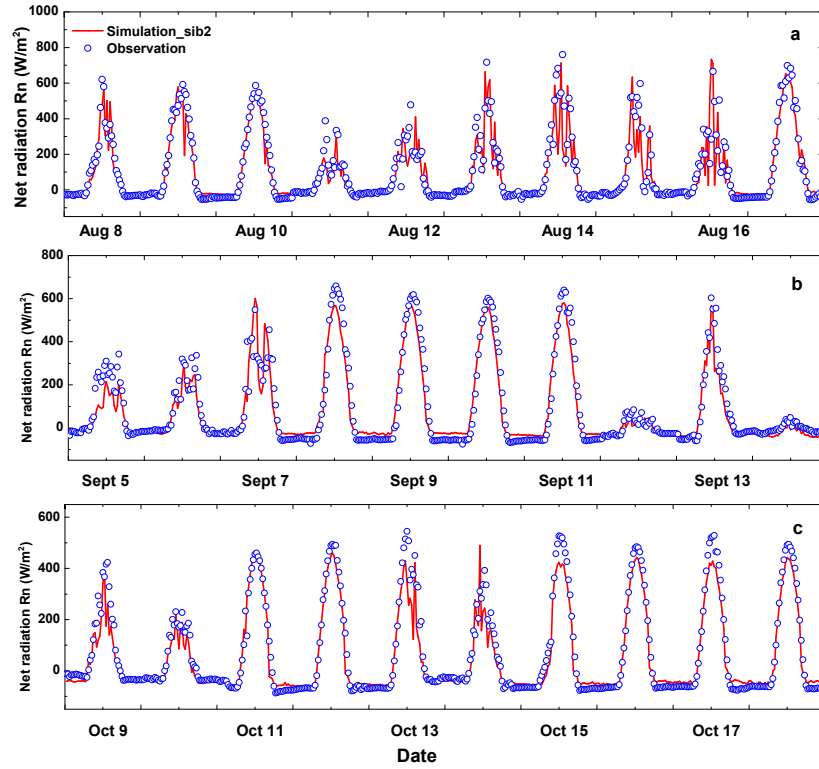 1000
800
600
400
200
0
Net radiation Rn (W/m²)
Simulation_sib2
Observation
a
Aug 8 Aug 10 Aug 12 Aug 14 Aug 16
800
600
400
200
0
Net radiation Rn (W/m²)
b
Sept 5 Sept 7 Sept 9 Sept 11 Sept 13
600
400
200
0
Net radiation Rn (W/m²)
c
Oct 9 Oct 11 Oct 13 Oct 15 Oct 17
Date